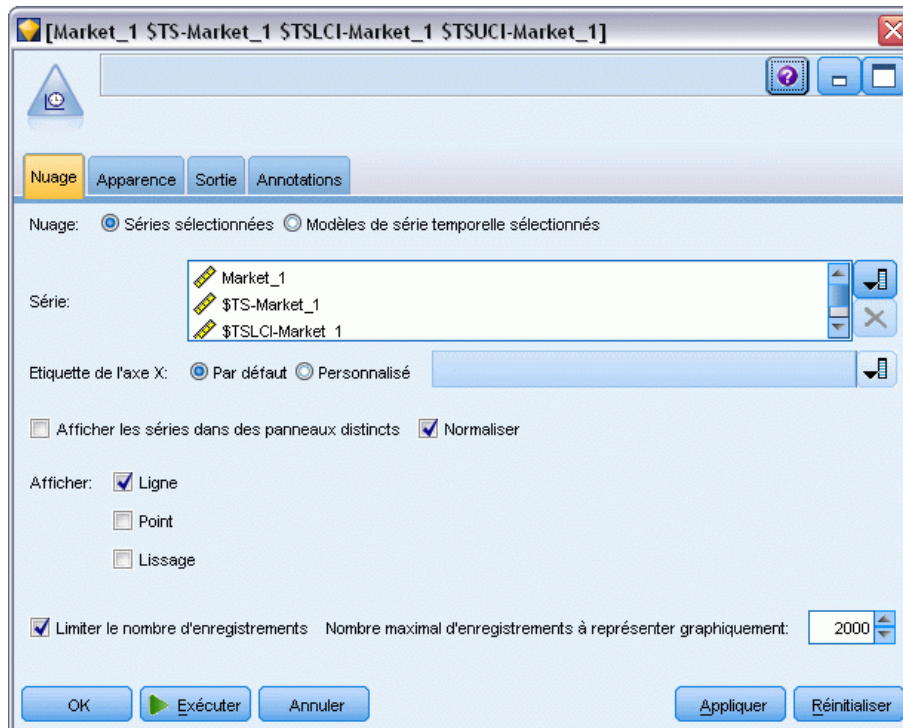 [Market_1 $TS-Market_1 $TSLCI-Market_1 $TSUCI-Market_1]
Nuage Apparence Sortie Annotations
Nuage: Séries sélectionnées Modèles de série temporelle sélectionnés
Série:
Market_1
$TS-Market_1
$TSLCI-Market_1
Etiquette de l'axe X: Par défaut Personnalisé
Afficher les séries dans des panneaux distincts Normaliser
Afficher: Ligne
Point
Lissage
Limiter le nombre d'enregistrements Nombre maximal d'enregistrements à représenter graphiquement: 2000
OK Exécuter Annuler Appliquer Réinitialiser